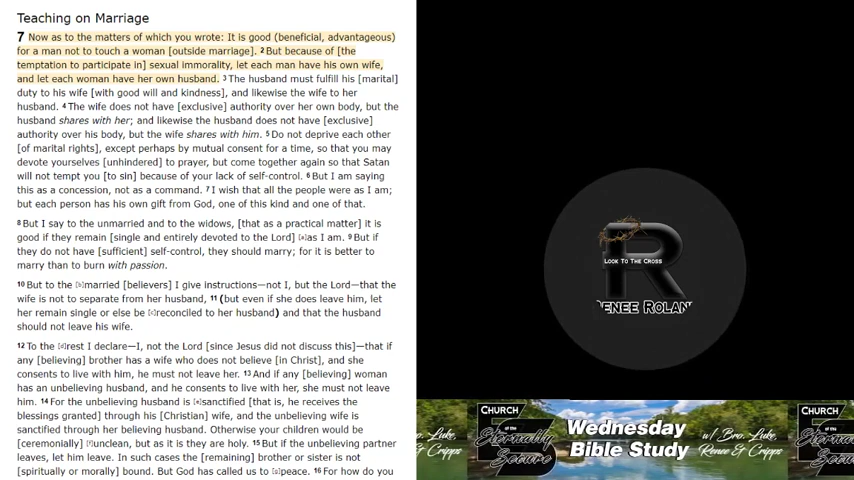 Teaching on Marriage
7 Now as to the matters of which you wrote: It is good (beneficial, advantageous)
for a man not to touch a woman [outside marriage]. 2 But because of [the
temptation to participate in] sexual immorality, let each man have his own wife,
and let each woman have her own husband. 3 The husband must fulfill his [marital]
duty to his wife [with good will and kindness], and likewise the wife to her
husband. 4 The wife does not have [exclusive] authority over her own body, but the
husband shares with her; and likewise the husband does not have [exclusive]
authority over his body, but the wife shares with him. 5 Do not deprive each other
[of marital rights], except perhaps by mutual consent for a time, so that you may
devote yourselves [unhindered] to prayer, but come together again so that Satan
will not tempt you [to sin] because of your lack of self-control. 6 But I am saying
this as a concession, not as a command. 7 I wish that all the people were as I am;
but each person has his own gift from God, one of this kind and one of that.
8 But I say to the unmarried and to the widows, [that as a practical matter] it is
good if they remain [single and entirely devoted to the Lord] [a]as I am. 9 But if
they do not have [sufficient] self-control, they should marry; for it is better to
marry than to burn with passion.
10 But to the [b]married [believers] I give instructions—not I, but the Lord—that the
wife is not to separate from her husband, 11 (but even if she does leave him, let
her remain single or else be [c]reconciled to her husband) and that the husband
should not leave his wife.
12 To the [d]rest I declare—I, not the Lord [since Jesus did not discuss this]—that if
any [believing] brother has a wife who does not believe [in Christ], and she
consents to live with him, he must not leave her. 13 And if any [believing] woman
has an unbelieving husband, and he consents to live with her, she must not leave
him. 14 For the unbelieving husband is [e]sanctified [that is, he receives the
blessings granted] through his [Christian] wife, and the unbelieving wife is
sanctified through her believing husband. Otherwise your children would be
[ceremonially] [f]unclean, but as it is they are holy. 15 But if the unbelieving partner
leaves, let him leave. In such cases the [remaining] brother or sister is not
[spiritually or morally] bound. But God has called us to [g]peace. 16 For how do you
R
LOOK TO THE CROSS
RENEE ROLAN
o. Luke,
& Cripps
CHURCH
of the
Eternally
Secure
Wednesday
Bible Study
w/ Bro. Luke,
Renee & Cripps
CHURCH
of the